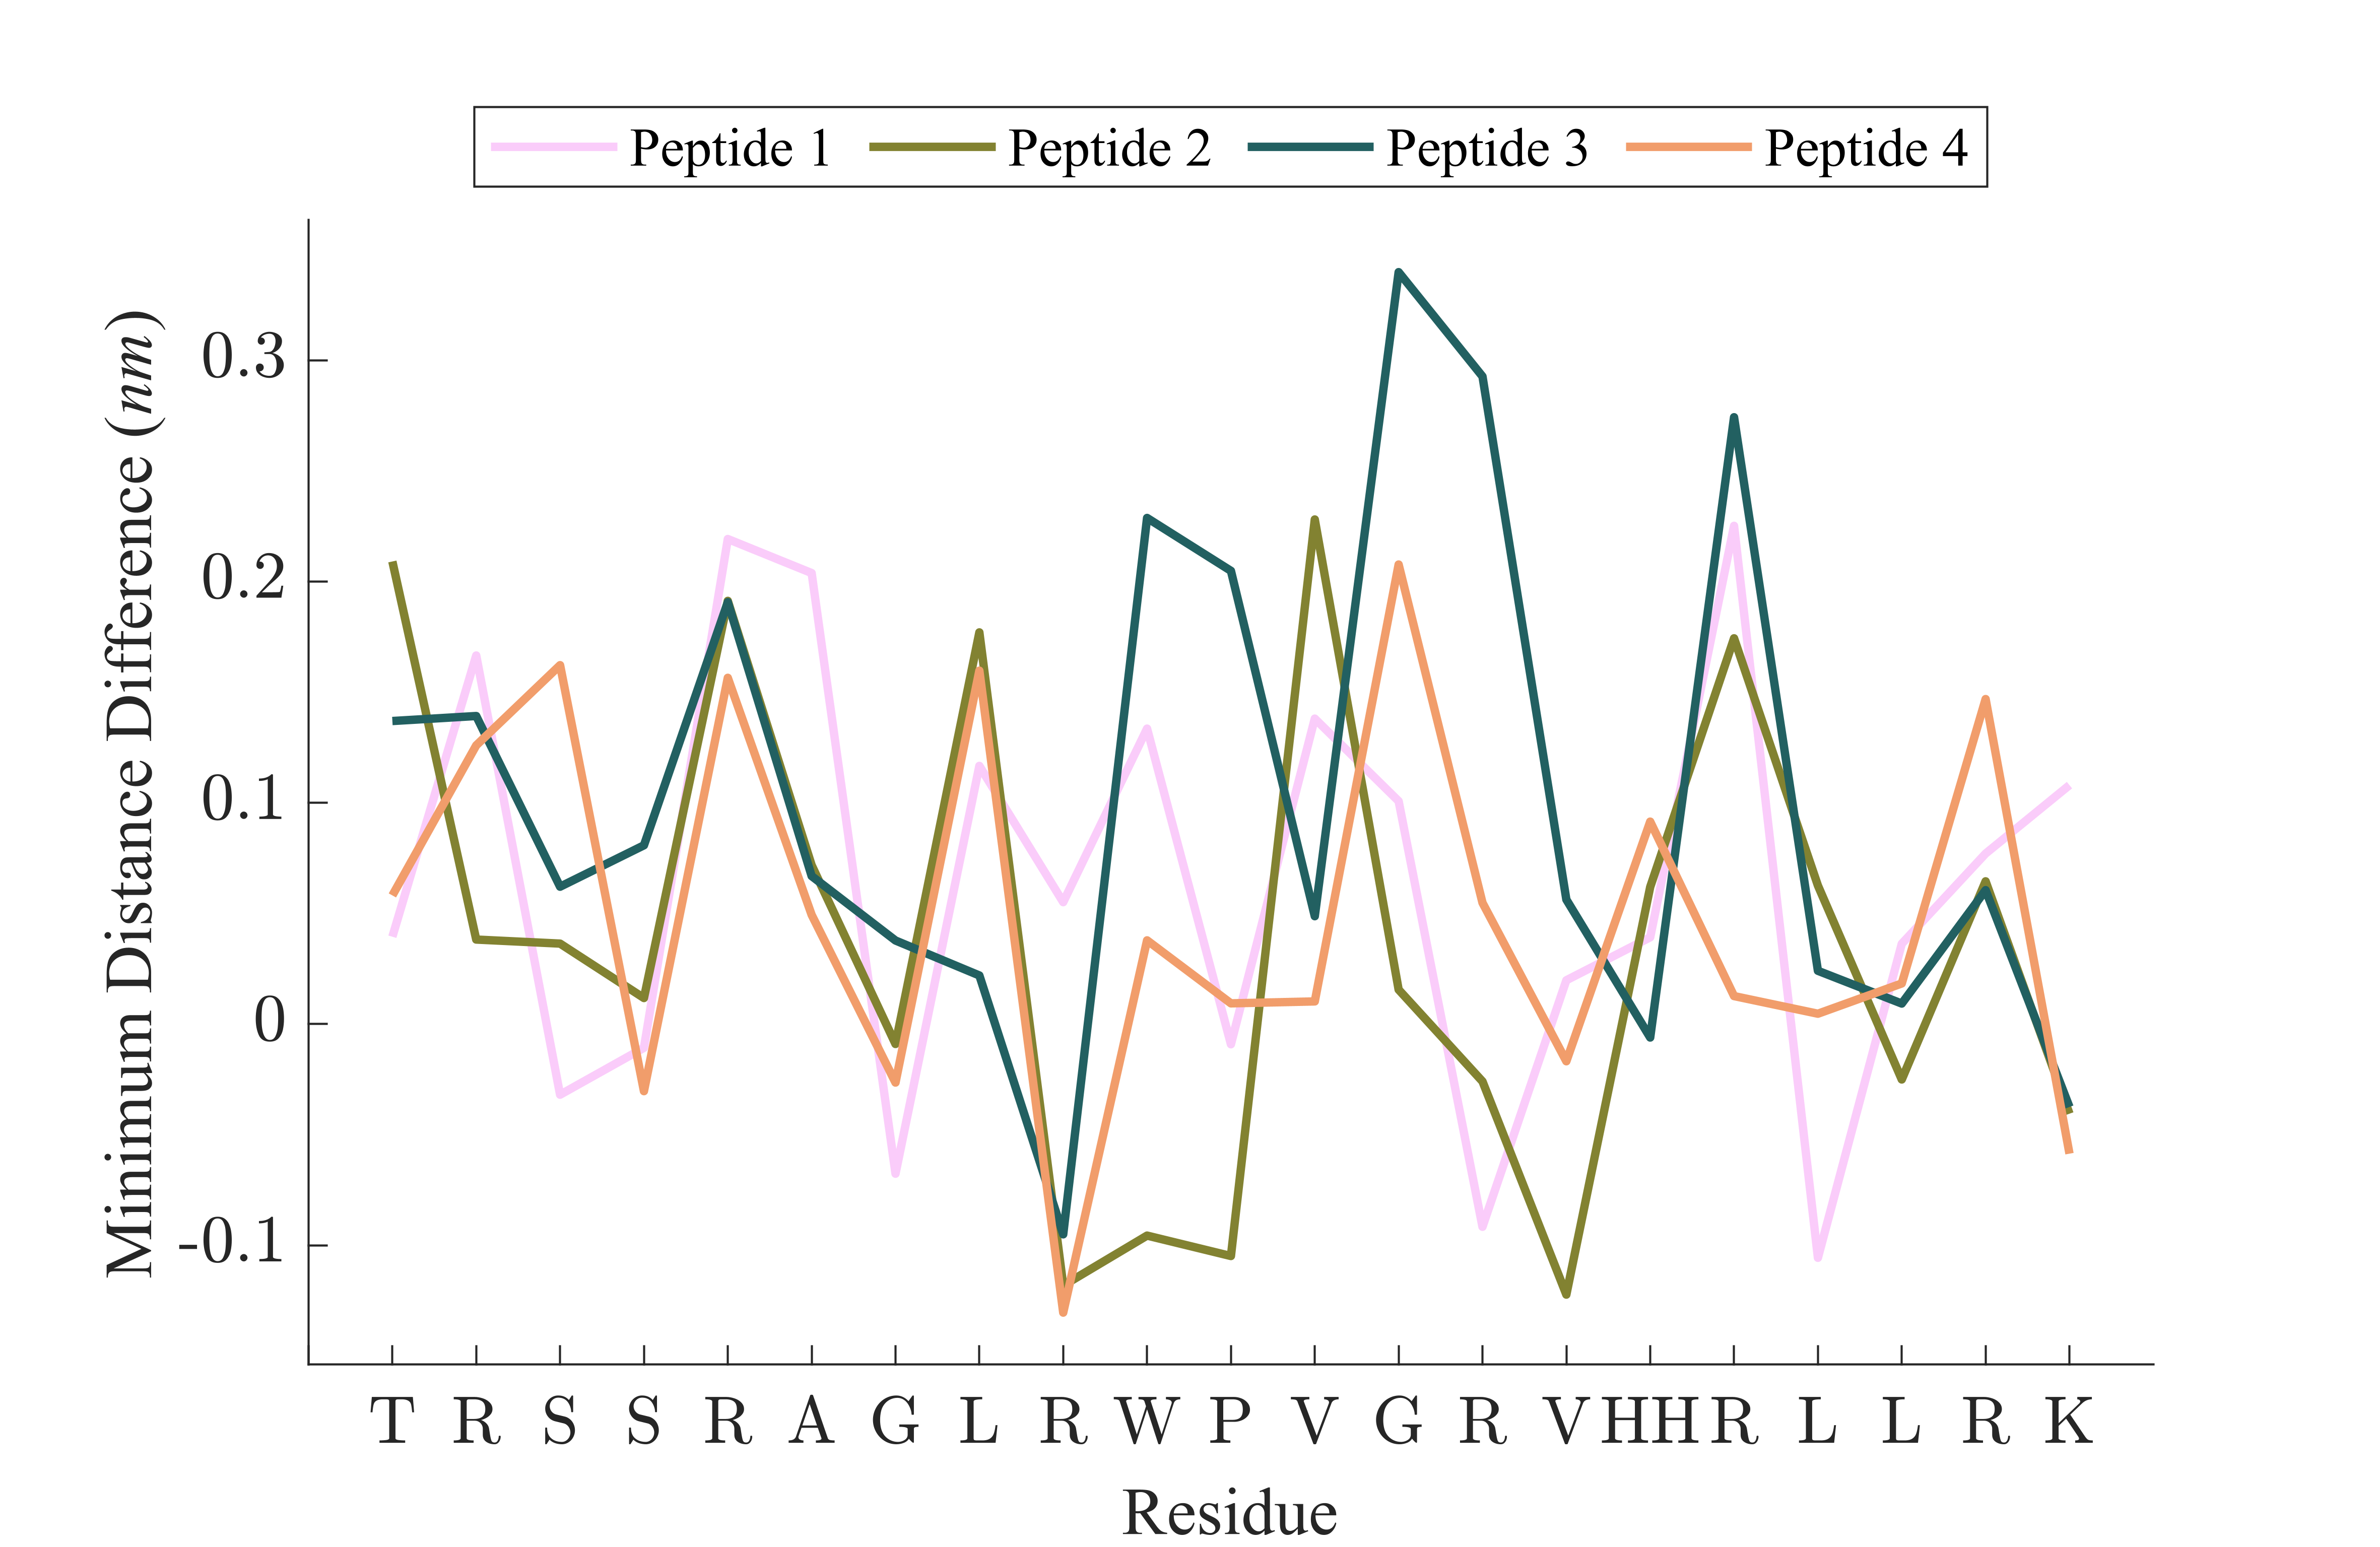 Peptide 1 Peptide 2 Peptide 3 Peptide 4
Minimum Distance Difference (nm)
0.3
0.2
0.1
0
-0.1
T R S S R A G L R W P V G R V HH R L L R K
Residue